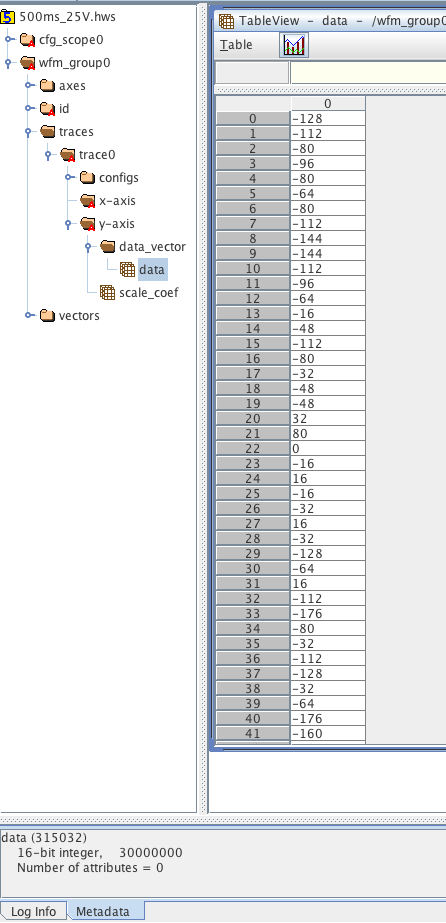 500ms_25V.hws
cfg_scope0
wfm_group0
axes
id
traces
trace0
configs
x-axis
y-axis
data_vector
data
scale_coef
vectors
TableView - data - /wfm_group0
Table
0
0 -128
1 -112
2 -80
3 -96
4 -80
5 -64
6 -80
7 -112
8 -144
9 -144
10 -112
11 -96
12 -64
13 -16
14 -48
15 -112
16 -80
17 -32
18 -48
19 -48
20 32
21 80
22 0
23 -16
24 16
25 -16
26 -32
27 16
28 -32
29 -128
30 -64
31 16
32 -112
33 -176
34 -80
35 -32
36 -112
37 -128
38 -32
39 -64
40 -176
41 -160
data (315032)
16-bit integer, 30000000
Number of attributes = 0
Log Info Metadata